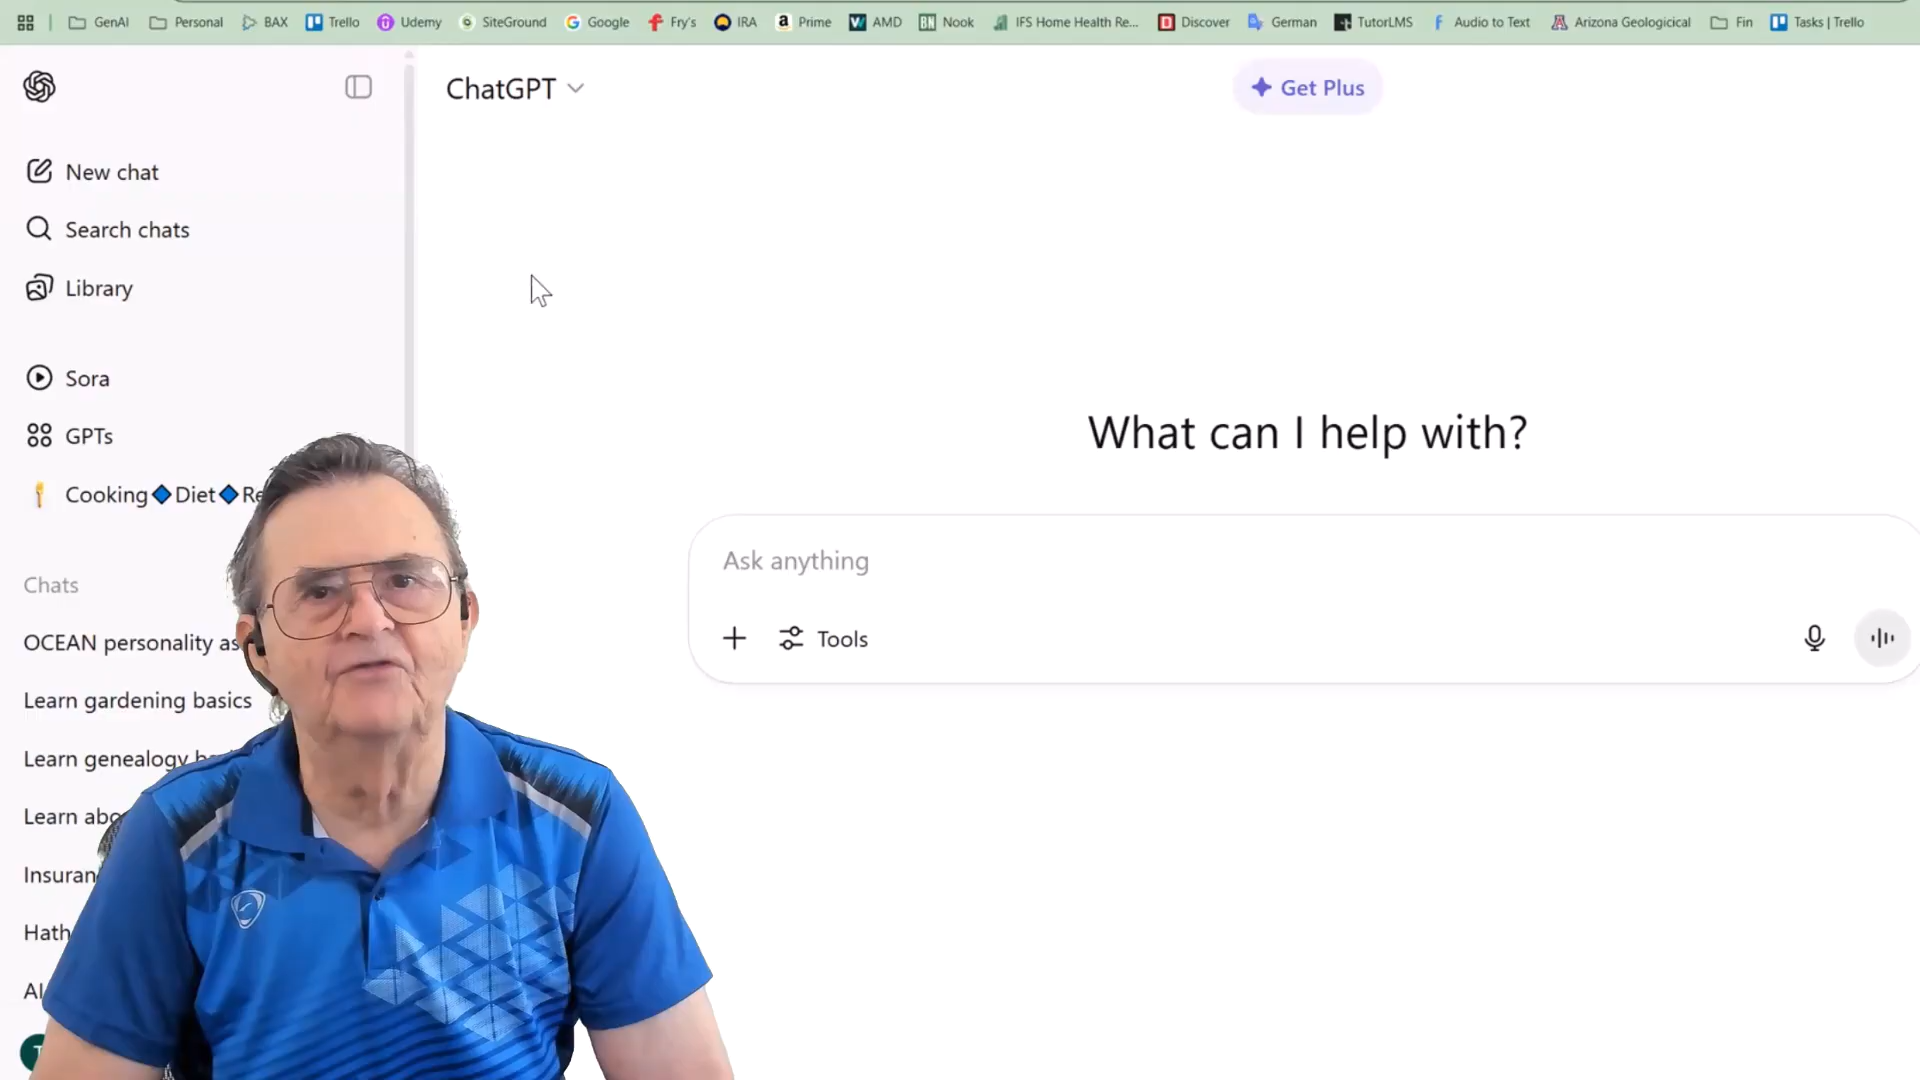 GenAI Personal BAX Trello Udemy SiteGround Google Fry's IRA Prime AMD Nook IFS Home Health Re... Discover German TutorLMS Audio to Text Arizona Geologicical Fin Tasks | Trello
ChatGPT
Get Plus
New chat
Search chats
Library
Sora
GPTs
Cooking🔷Diet🔷Re
Chats
OCEAN personality as
Learn gardening basics
Learn genealogy
Learn abo
Insuran
Hath
AI
What can I help with?
Ask anything
Tools